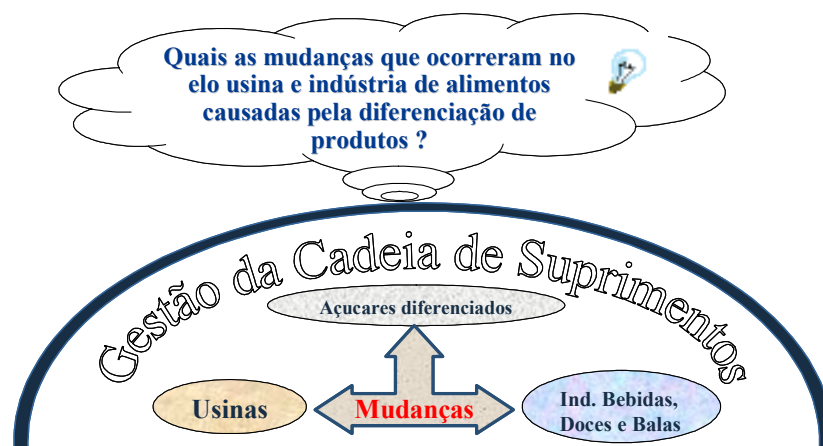 Quais as mudanças que ocorreram no
elo usina e indústria de alimentos
causadas pela diferenciação de
produtos ?
Gestão da Cadeia de Suprimentos
Açucares diferenciados
Usinas
Mudanças
Ind. Bebidas,
Doces e Balas